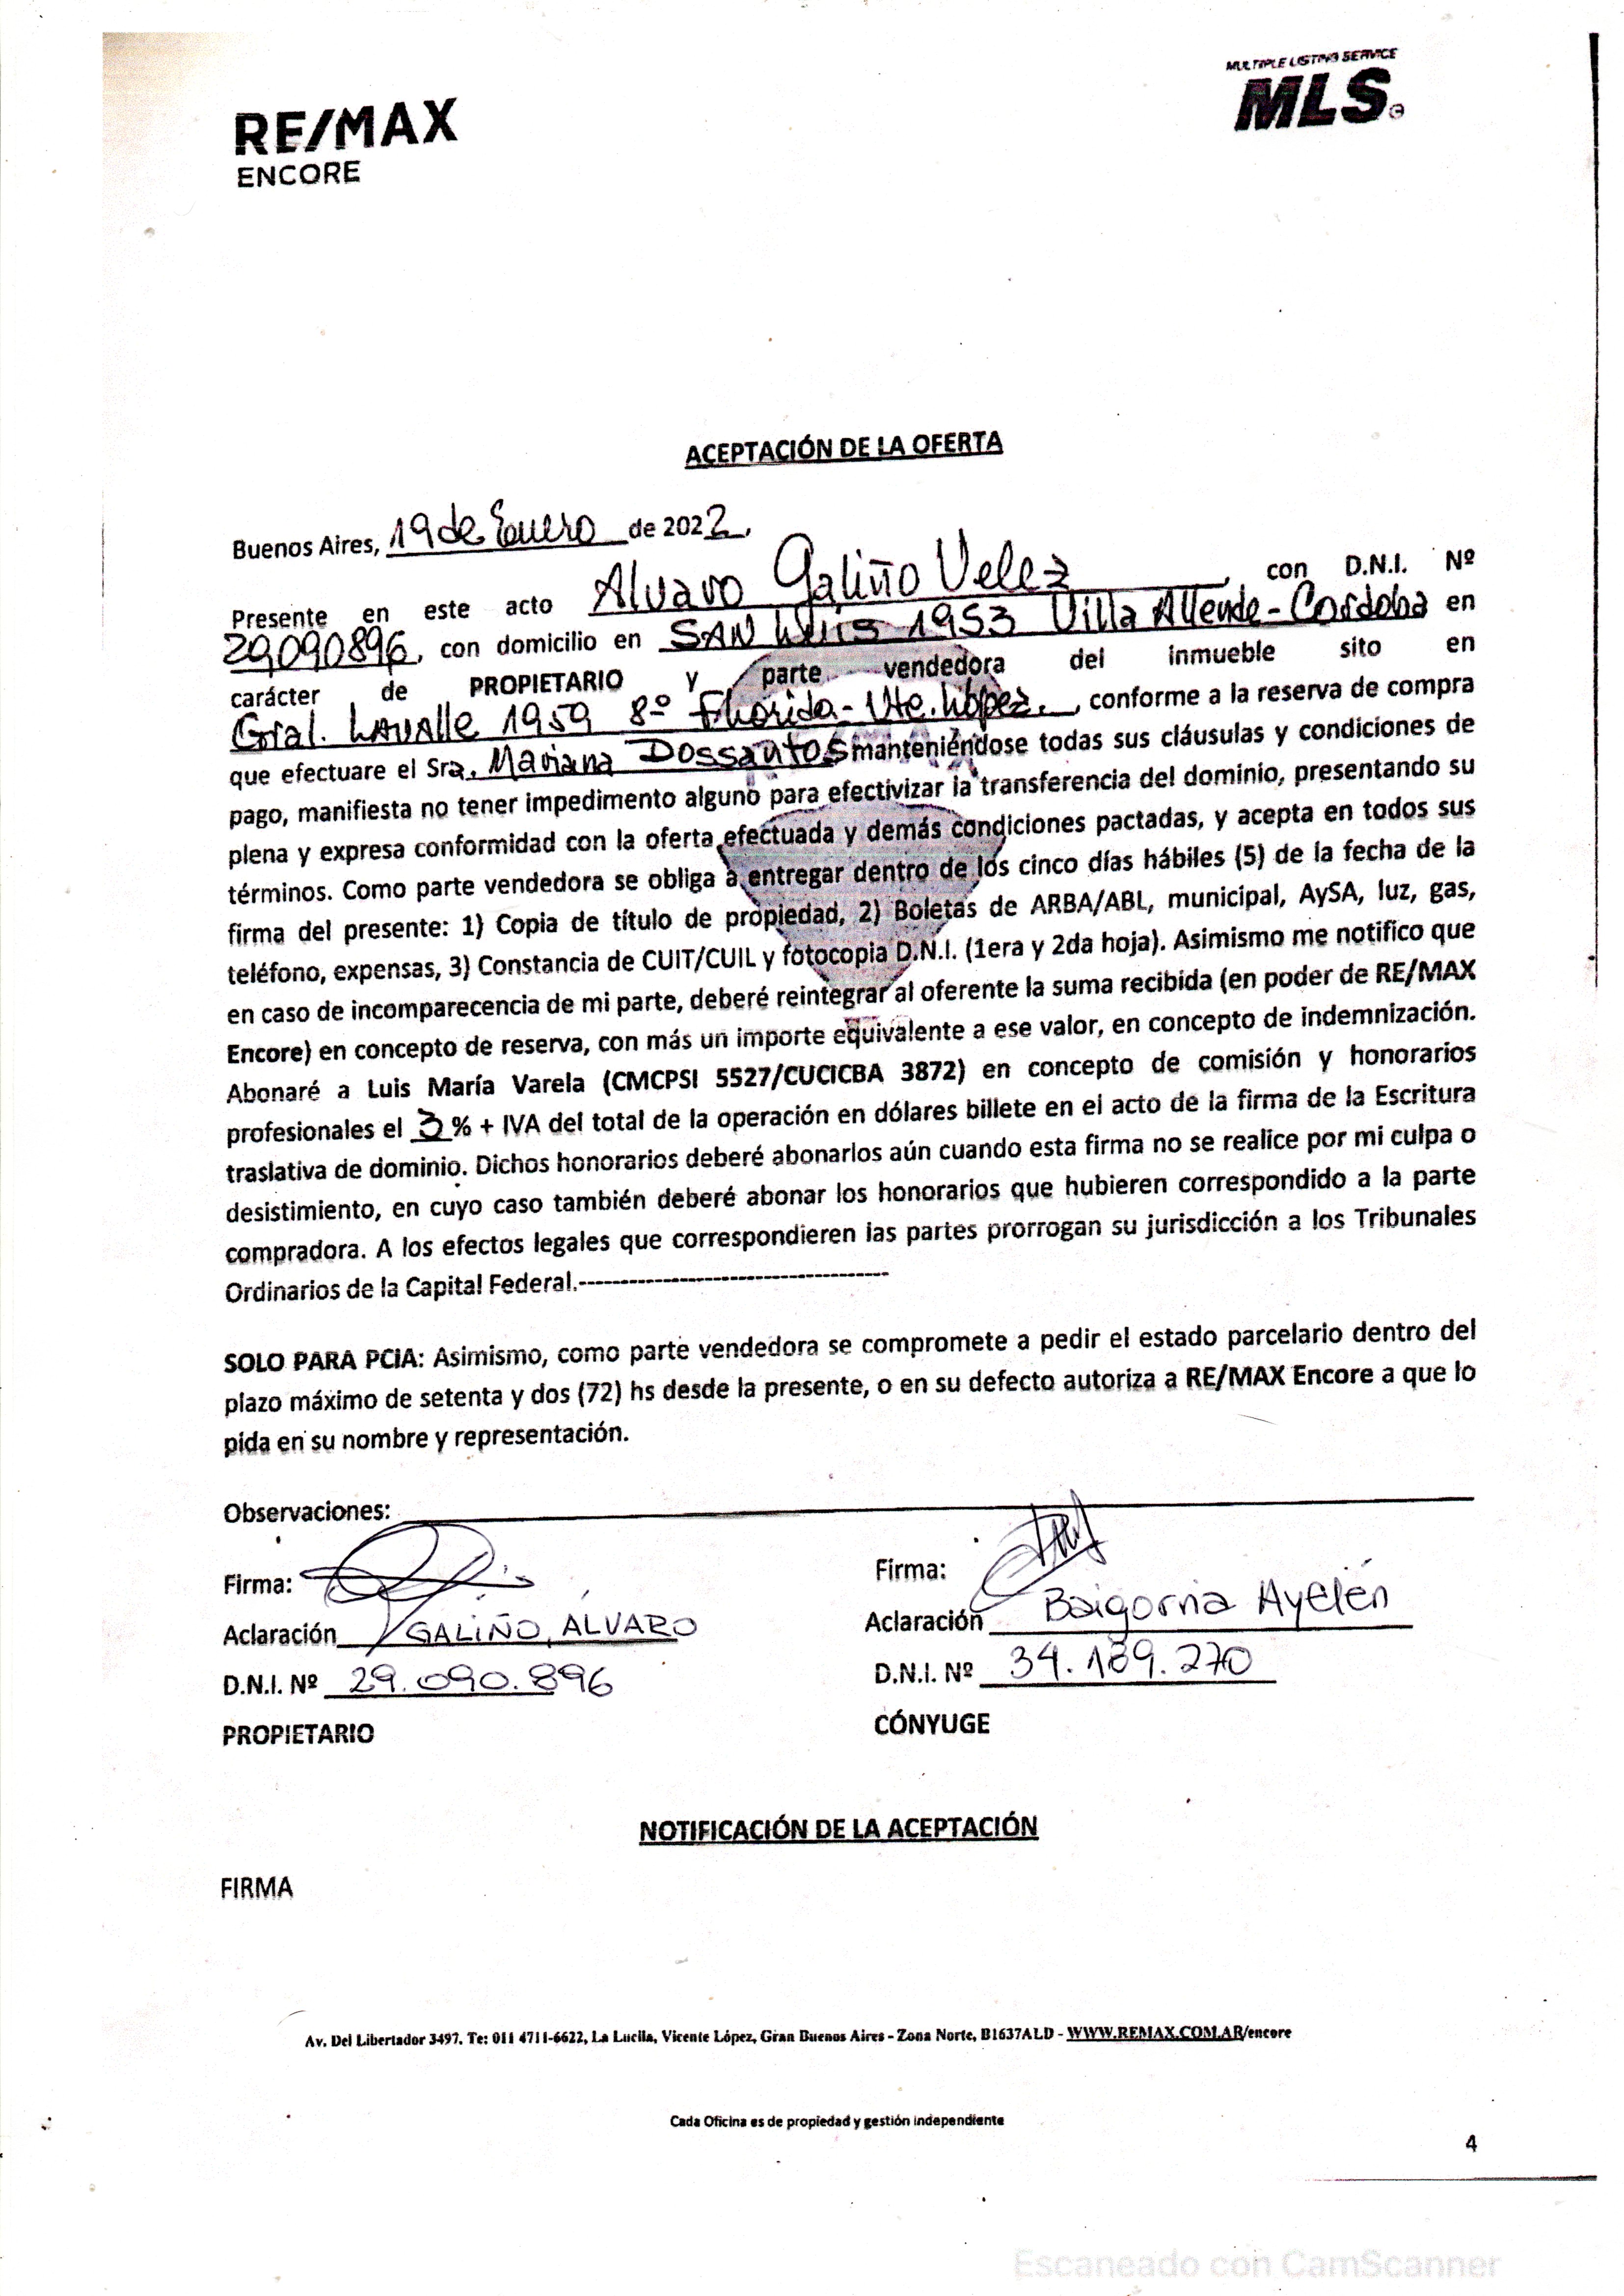 MULTIPLE LISTING SERVICE
MLS©
RE/MAX
ENCORE
ACEPTACIÓN DE LA OFERTA
Buenos Aires, 19 de Enero de 2022,
Presente en este acto Alvaro Galiño Velez, con D.N.I. Nº
29090896, con domicilio en SAN Luis 1953 Villa Allende - Cordoba en
carácter de PROPIETARIO y parte vendedora del inmueble sito en
Gral. LAVAlle 1959 8º Florida - Vte. López., conforme a la reserva de compra
que efectuare el Sra. Mariana Dossantos manteniéndose todas sus cláusulas y condiciones de
pago, manifiesta no tener impedimento alguno para efectivizar la transferencia del dominio, presentando su
plena y expresa conformidad con la oferta efectuada y demás condiciones pactadas, y acepta en todos sus
términos. Como parte vendedora se obliga a entregar dentro de los cinco días hábiles (5) de la fecha de la
firma del presente: 1) Copia de título de propiedad, 2) Boletas de ARBA/ABL, municipal, AySA, luz, gas,
teléfono, expensas, 3) Constancia de CUIT/CUIL y fotocopia D.N.I. (1era y 2da hoja). Asimismo me notifico que
en caso de incomparecencia de mi parte, deberé reintegrar al oferente la suma recibida (en poder de RE/MAX
Encore) en concepto de reserva, con más un importe equivalente a ese valor, en concepto de indemnización.
Abonaré a Luis María Varela (CMCPSI 5527/CUCICBA 3872) en concepto de comisión y honorarios
profesionales el 3 % + IVA del total de la operación en dólares billete en el acto de la firma de la Escritura
traslativa de dominio. Dichos honorarios deberé abonarlos aún cuando esta firma no se realice por mi culpa o
desistimiento, en cuyo caso también deberé abonar los honorarios que hubieren correspondido a la parte
compradora. A los efectos legales que correspondieren las partes prorrogan su jurisdicción a los Tribunales
Ordinarios de la Capital Federal.-------------------------------------
SOLO PARA PCIA: Asimismo, como parte vendedora se compromete a pedir el estado parcelario dentro del
plazo máximo de setenta y dos (72) hs desde la presente, o en su defecto autoriza a RE/MAX Encore a que lo
pida en su nombre y representación.
Observaciones:
Firma: Firma:
Aclaración GALIÑO, ALVARO Aclaración Baigorria Ayelén
D.N.I. Nº 29.090.896 D.N.I. Nº 34.189.270
PROPIETARIO CÓNYUGE
NOTIFICACIÓN DE LA ACEPTACIÓN
FIRMA
Av. Del Libertador 3497. Te: 011 4711-6622, La Lucila, Vicente López, Gran Buenos Aires - Zona Norte, B1637ALD - WWW.REMAX.COM.AR/encore
Cada Oficina es de propiedad y gestión independiente
4
Escaneado con CamScanner